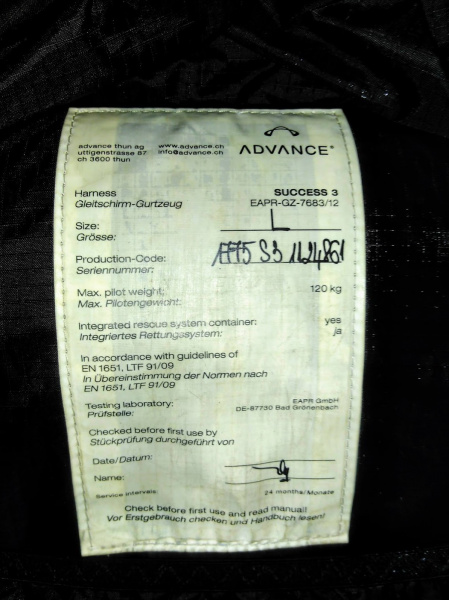 advance thun ag www.advance.ch
uttigenstrasse 87 info@advance.ch
ch 3600 thun
ADVANCE
Harness SUCCESS 3
Gleitschirm-Gurtzeug EAPR-GZ-7683/12
Size: L
Grösse:
Production-Code:
Seriennummer:
Max. pilot weight: 120 kg
Max. Pilotengewicht:
Integrated rescue system container: yes
Integriertes Rettungssystem: ja
In accordance with guidelines of
EN 1651, LTF 91/09
In Übereinstimmung der Normen nach
EN 1651, LTF 91/09
Testing laboratory: EAPR GmbH
Prüfstelle: DE-87730 Bad Grönenbach
Checked before first use by
Stückprüfung durchgeführt von
Date/Datum:
Name:
Service intervals: 24 months/Monate
Check before first use and read manual!
Vor Erstgebrauch checken und Handbuch lesen!